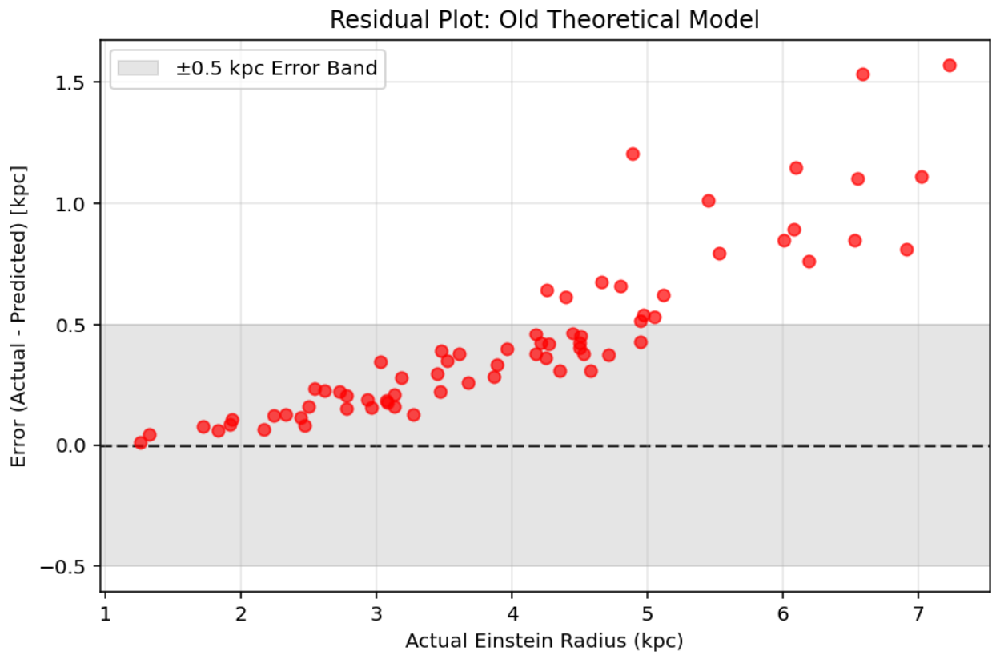 Residual Plot: Old Theoretical Model
±0.5 kpc Error Band
Error (Actual - Predicted) [kpc]
1.5
1.0
0.5
0.0
−0.5
1 2 3 4 5 6 7
Actual Einstein Radius (kpc)